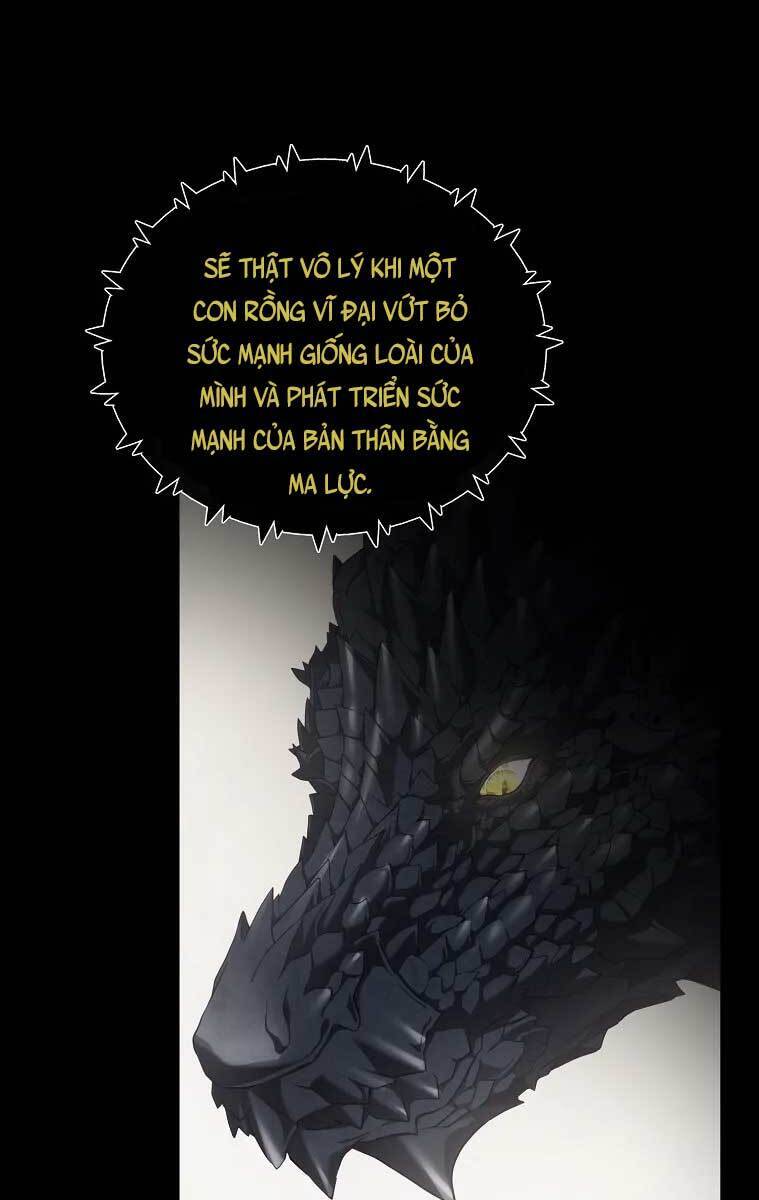 SẼ THẬT VÔ LÝ KHI MỘT
CON RỒNG VĨ ĐẠI VỨT BỎ
SỨC MẠNH GIỐNG LOÀI CỦA
MÌNH VÀ PHÁT TRIỂN SỨC
MẠNH CỦA BẢN THÂN BẰNG
MA LỰC.